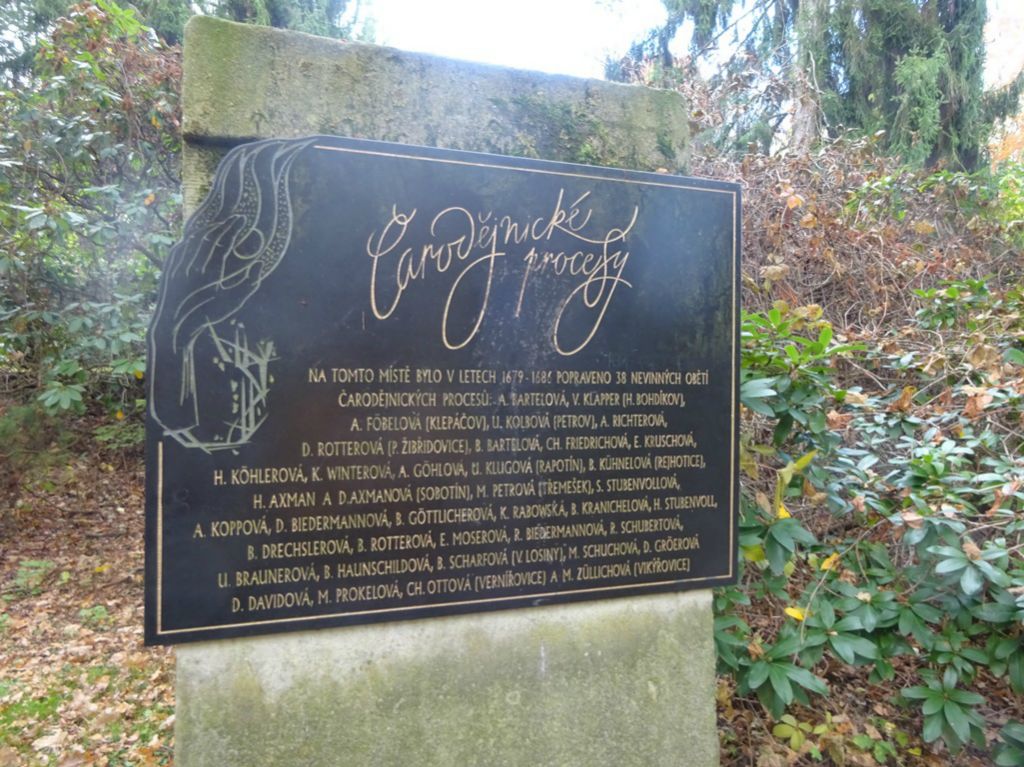 Čarodějnické
procesy
NA TOMTO MÍSTĚ BYLO V LETECH 1679-1686 POPRAVENO 38 NEVINNÝCH OBĚTÍ
ČARODĚJNICKÝCH PROCESŮ: A. BARTELOVÁ, V. KLAPPER (H. BOHDÍKOV),
A. FÖBELOVÁ (KLEPÁČOV), U. KOLBOVÁ (PETROV), A. RICHTEROVÁ,
D. ROTTEROVÁ (P. ŽIBŘIDOVICE), B. BARTELOVÁ, CH. FRIEDRICHOVÁ, E. KRUSCHOVÁ,
H. KÖHLEROVÁ, K. WINTEROVÁ, A. GÖHLOVÁ, U. KLUGOVÁ (RAPOTÍN), B. KÜHNELOVÁ (REJHOTICE),
H. AXMAN A D.AXMANOVÁ (SOBOTÍN), M. PETROVÁ (TŘEMEŠEK), S. STUBENVOLLOVÁ,
A. KOPPOVÁ, D. BIEDERMANNOVÁ, B. GÖTTLICHEROVÁ, K. RABOWSKÁ, B. KRANICHELOVÁ, H. STUBENVOLL,
B. DRECHSLEROVÁ, B. ROTTEROVÁ, E. MOSEROVÁ, R. BIEDERMANNOVÁ, R. SCHUBERTOVÁ,
U. BRAUNEROVÁ, B. HAUNSCHILDOVÁ, B. SCHARFOVÁ (V. LOSINY), M. SCHUCHOVÁ, D. GRÖEROVÁ
D. DAVIDOVÁ, M. PROKELOVÁ, CH. OTTOVÁ (VERNÍŘOVICE) A M. ZÜLLICHOVÁ (VIKÝŘOVICE)